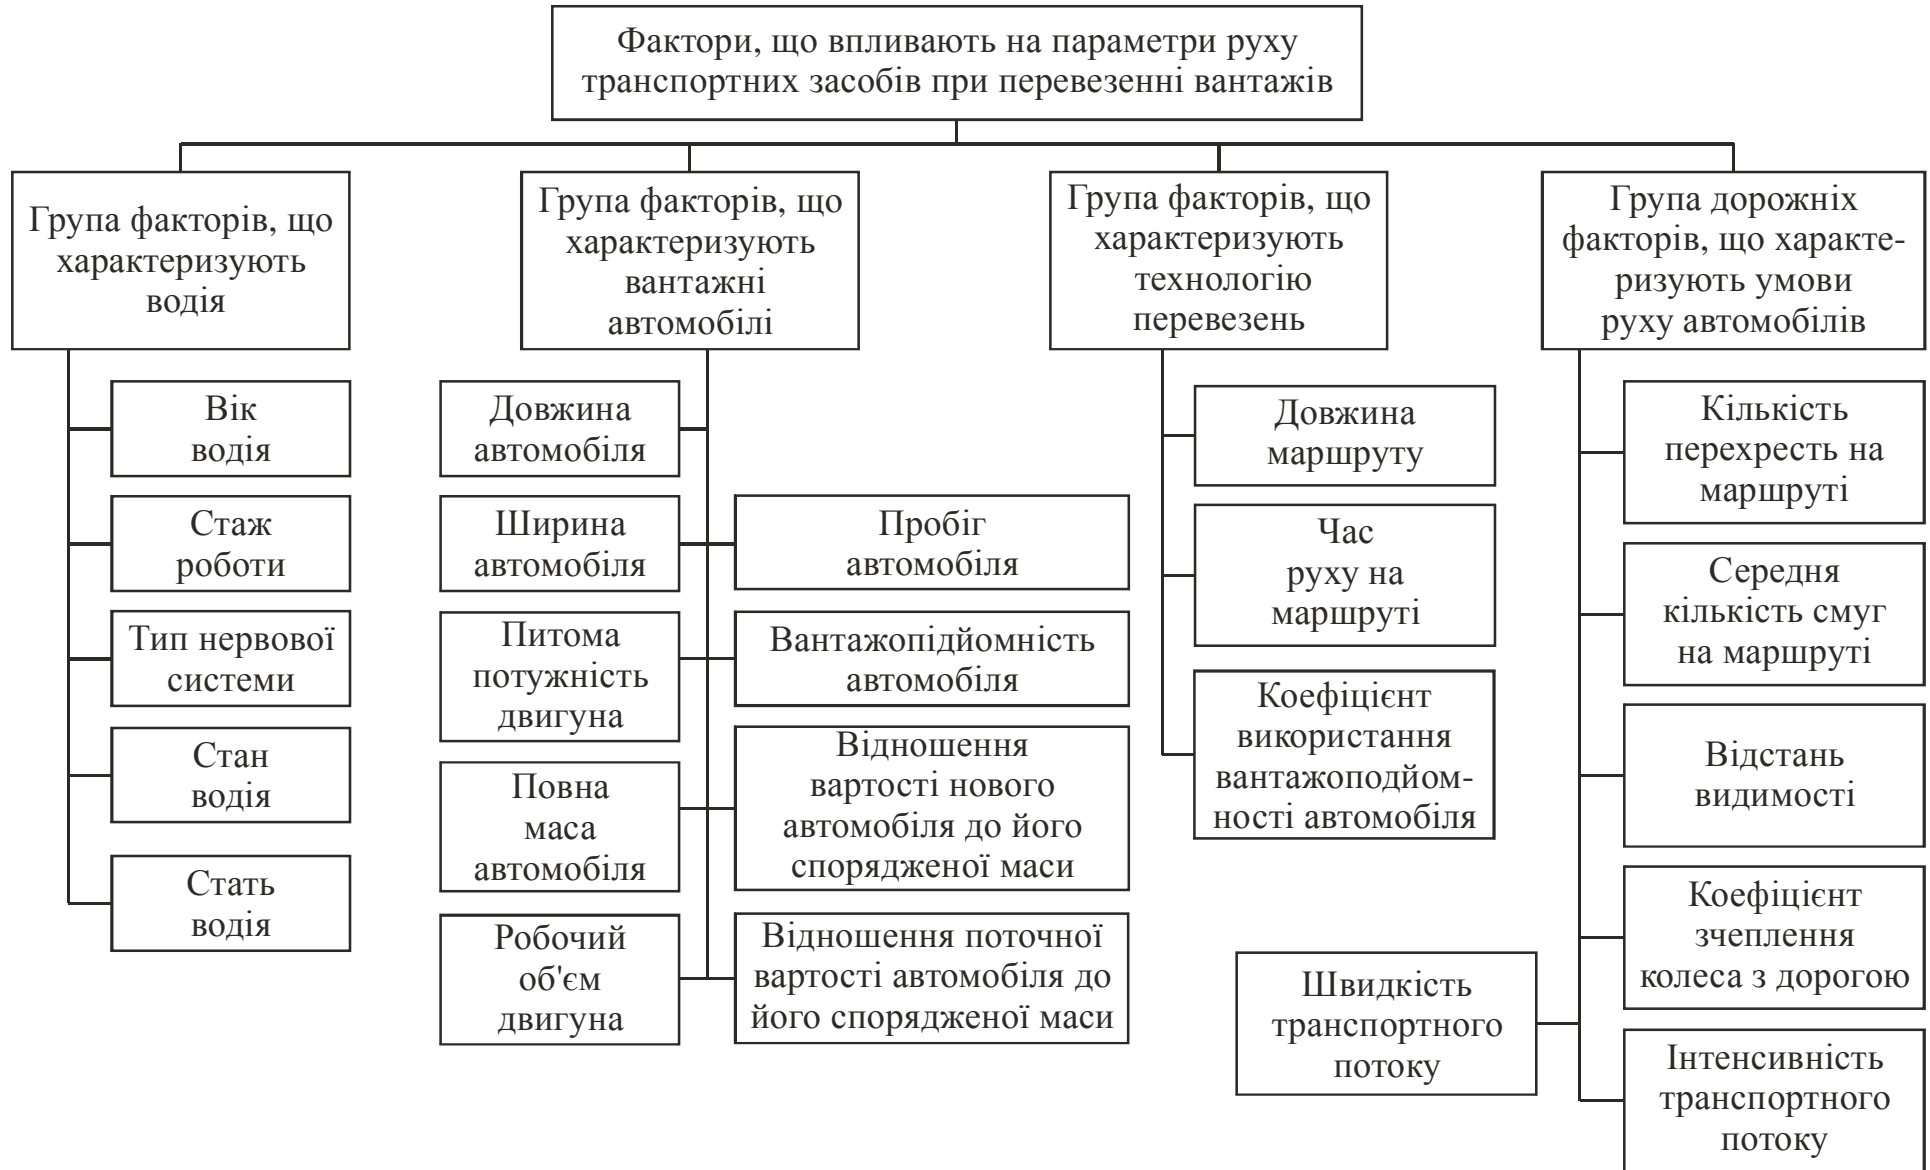 Фактори, що впливають на параметри руху
транспортних засобів при перевезенні вантажів
Група факторів, що
характеризують
водія
Вік
водія
Стаж
роботи
Тип нервової
системи
Стан
водія
Стать
водія
Група факторів, що
характеризують
вантажні
автомобілі
Довжина
автомобіля
Ширина
автомобіля
Питома
потужність
двигуна
Повна
маса
автомобіля
Робочий
об'єм
двигуна
Пробіг
автомобіля
Вантажопідйомність
автомобіля
Відношення
вартості нового
автомобіля до його
спорядженої маси
Відношення поточної
вартості автомобіля до
його спорядженої маси
Група факторів, що
характеризують
технологію
перевезень
Довжина
маршруту
Час
руху на
маршруті
Коефіцієнт
використання
вантажоподйом-
ності автомобіля
Група дорожніх
факторів, що характе-
ризують умови
руху автомобілів
Кількість
перехресть на
маршруті
Середня
кількість смуг
на маршруті
Відстань
видимості
Коефіцієнт
зчеплення
колеса з дорогою
Швидкість
транспортного
потоку
Інтенсивність
транспортного
потоку